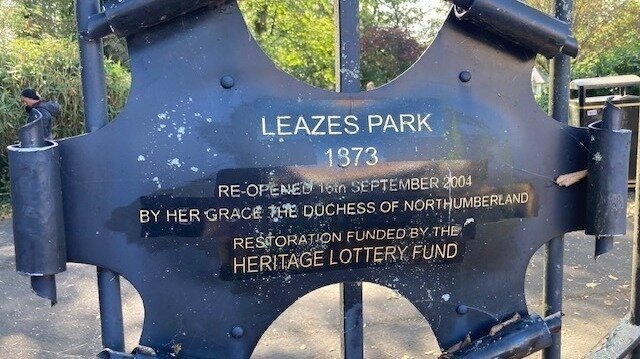 LEAZES PARK
1873
RE-OPENED 16TH SEPTEMBER 2004
BY HER GRACE THE DUCHESS OF NORTHUMBERLAND
RESTORATION FUNDED BY THE
HERITAGE LOTTERY FUND